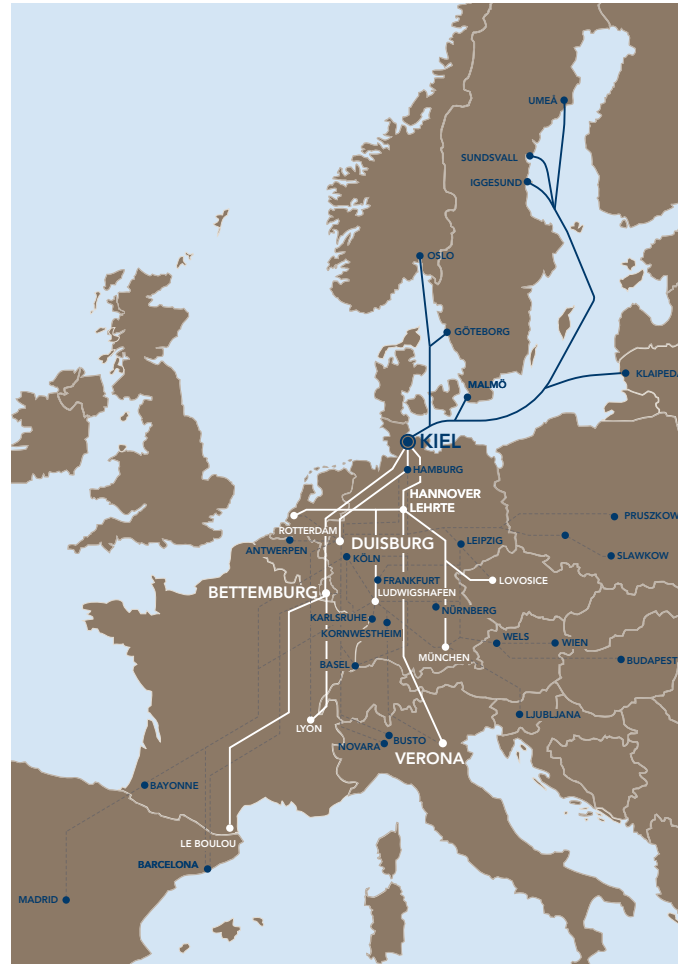 UMEÅ
SUNDSVALL
IGGESUND
OSLO
GÖTEBORG
KLAIPEDA
MALMÖ
KIEL
HAMBURG
HANNOVER
LEHRTE
PRUSZKOW
ROTTERDAM
ANTWERPEN
DUISBURG
LEIPZIG
SLAWKOW
KÖLN
FRANKFURT
LOVOSICE
BETTEMBURG
LUDWIGSHAFEN
NÜRNBERG
KARLSRUHE
KORNWESTHEIM
WELS
WIEN
MÜNCHEN
BASEL
BUDAPEST
LJUBLJANA
LYON
BUSTO
NOVARA
VERONA
BAYONNE
LE BOULOU
BARCELONA
MADRID